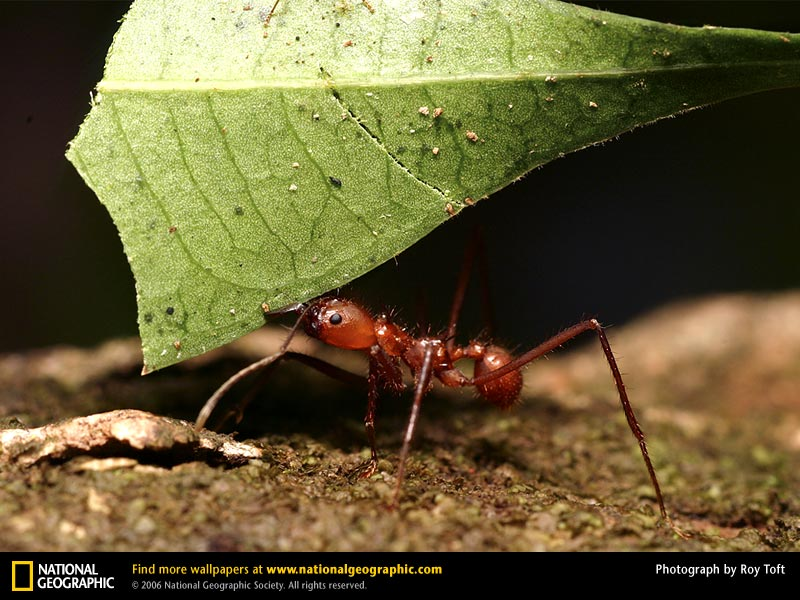 NATIONAL
GEOGRAPHIC
Find more wallpapers at www.nationalgeographic.com
© 2006 National Geographic Society. All rights reserved.
Photograph by Roy Toft